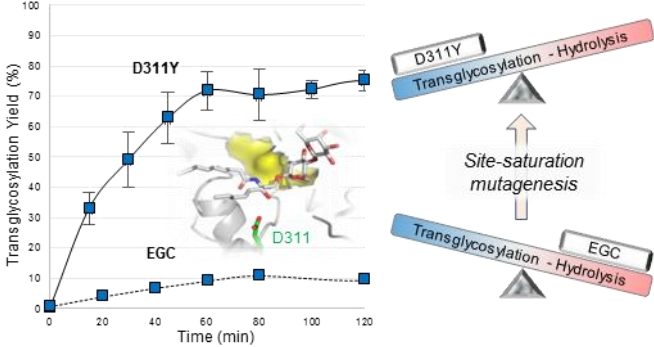 Transglycosylation Yield (%)
100
90
80
70
60
50
40
30
20
10
0
D311Y
EGC
D311
0
20
40
60
80
100
120
Time (min)
D311Y
Transglycosylation - Hydrolysis
Site-saturation
mutagenesis
EGC
Transglycosylation - Hydrolysis